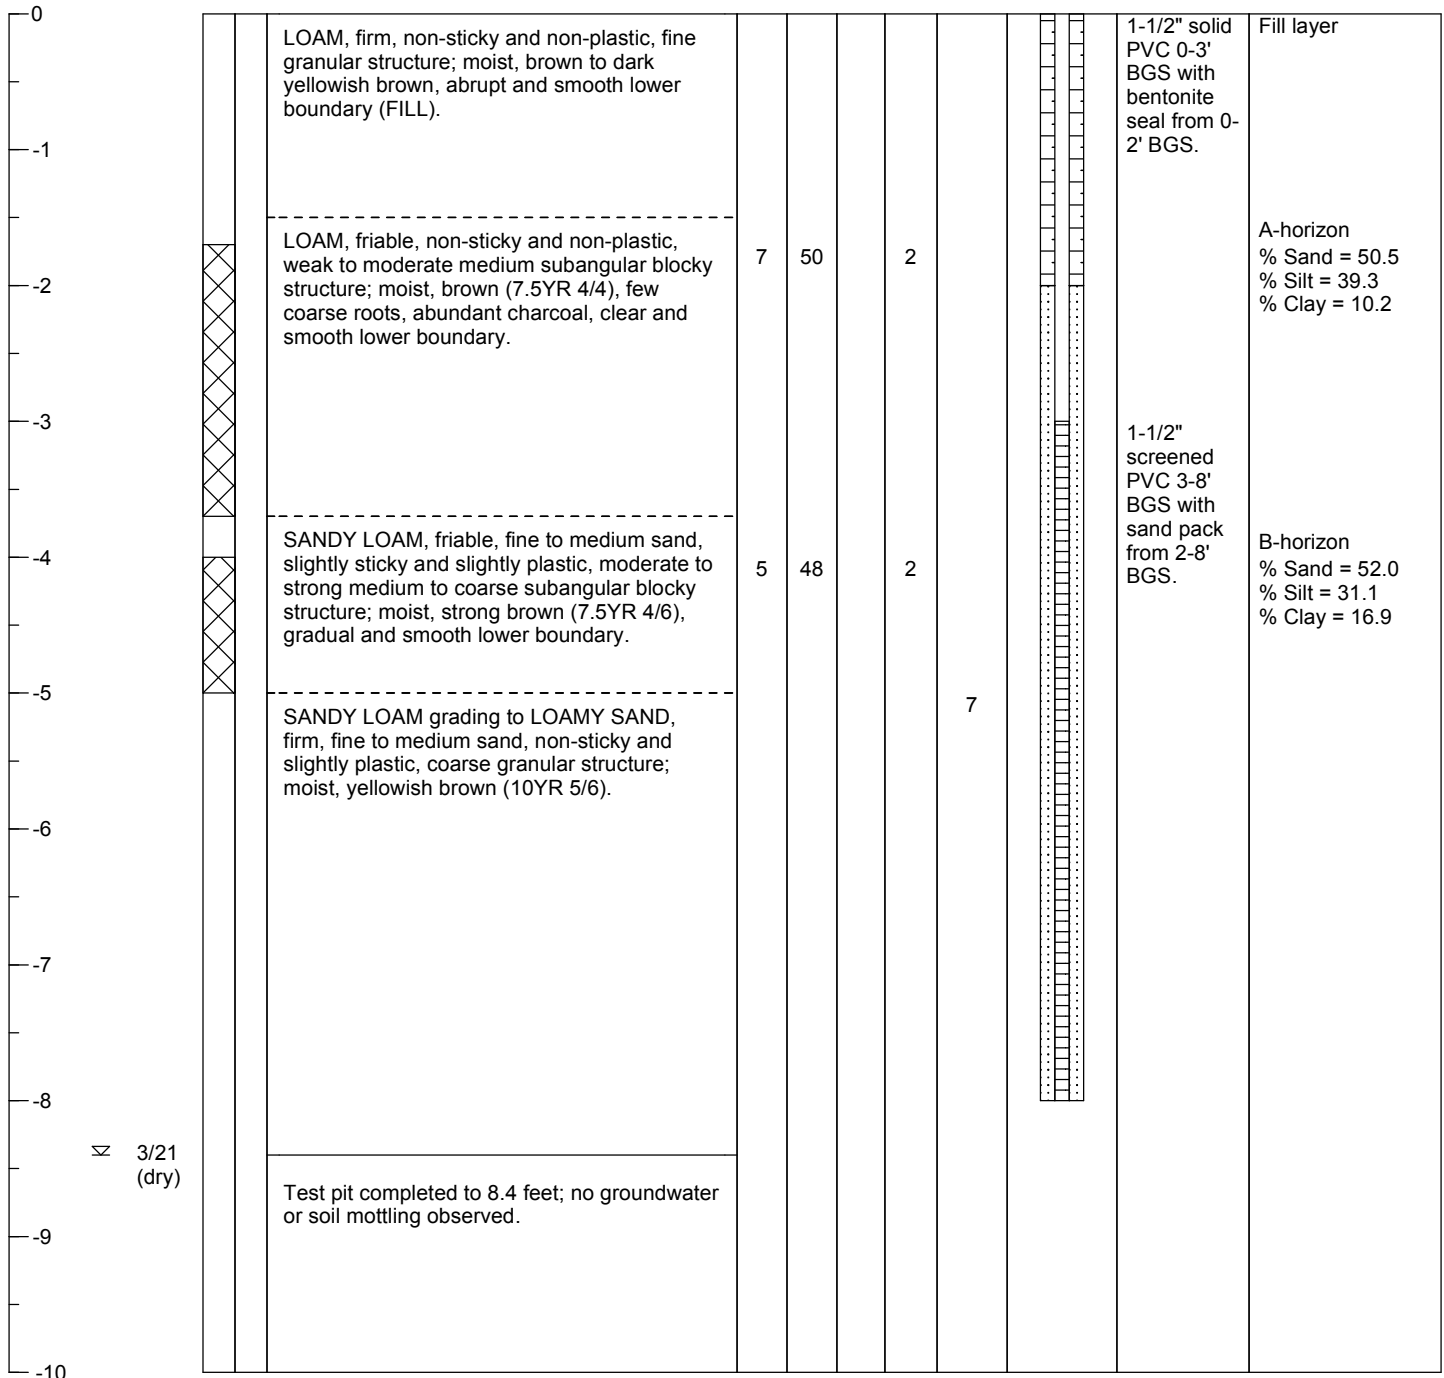 0
-1
-2
-3
-4
-5
-6
-7
-8
-9
-10
3/21
(dry)
LOAM, firm, non-sticky and non-plastic, fine
granular structure; moist, brown to dark
yellowish brown, abrupt and smooth lower
boundary (FILL).
LOAM, friable, non-sticky and non-plastic,
weak to moderate medium subangular blocky
structure; moist, brown (7.5YR 4/4), few
coarse roots, abundant charcoal, clear and
smooth lower boundary.
SANDY LOAM, friable, fine to medium sand,
slightly sticky and slightly plastic, moderate to
strong medium to coarse subangular blocky
structure; moist, strong brown (7.5YR 4/6),
gradual and smooth lower boundary.
SANDY LOAM grading to LOAMY SAND,
firm, fine to medium sand, non-sticky and
slightly plastic, coarse granular structure;
moist, yellowish brown (10YR 5/6).
Test pit completed to 8.4 feet; no groundwater
or soil mottling observed.
7 50 2
5 48 2
7
1-1/2" solid
PVC 0-3'
BGS with
bentonite
seal from 0-
2' BGS.
1-1/2"
screened
PVC 3-8'
BGS with
sand pack
from 2-8'
BGS.
Fill layer
A-horizon
% Sand = 50.5
% Silt = 39.3
% Clay = 10.2
B-horizon
% Sand = 52.0
% Silt = 31.1
% Clay = 16.9